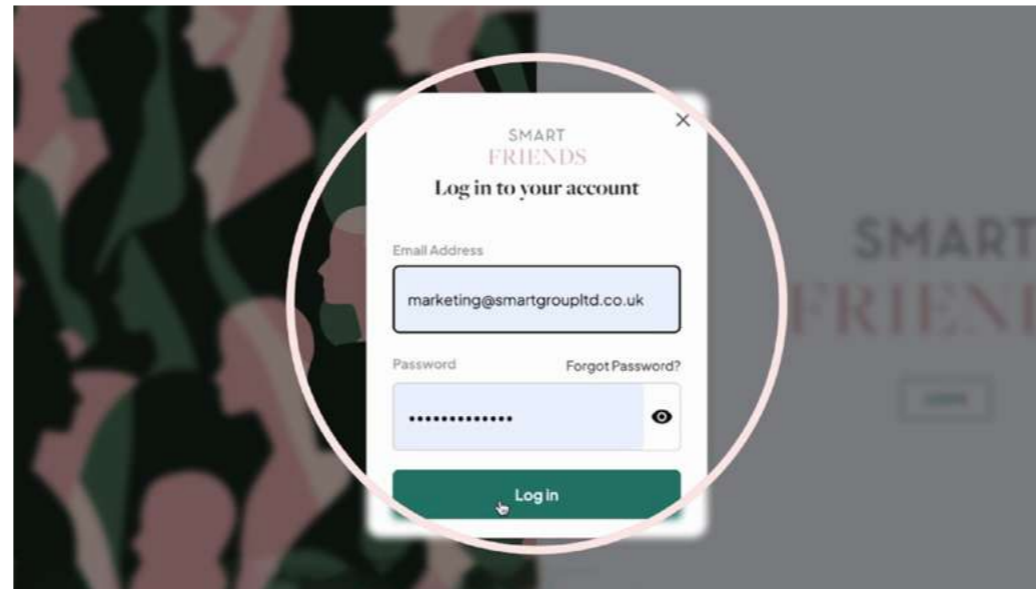 SMART
FRIENDS
Log in to your account
Email Address
marketing@smartgroupltd.co.uk
Password Forgot Password?
•••••••••••••
Log in
SMART
FRIEN